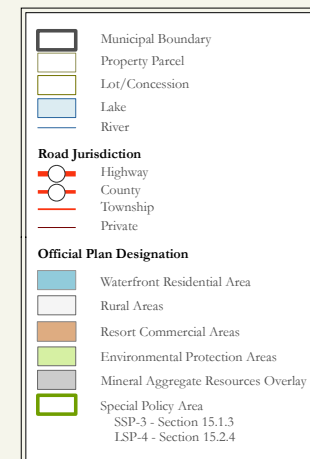 Municipal Boundary
Property Parcel
Lot/Concession
Lake
River
Road Jurisdiction
Highway
County
Township
Private
Official Plan Designation
Waterfront Residential Area
Rural Areas
Resort Commercial Areas
Environmental Protection Areas
Mineral Aggregate Resources Overlay
Special Policy Area
SSP-3 - Section 15.1.3
LSP-4 - Section 15.2.4